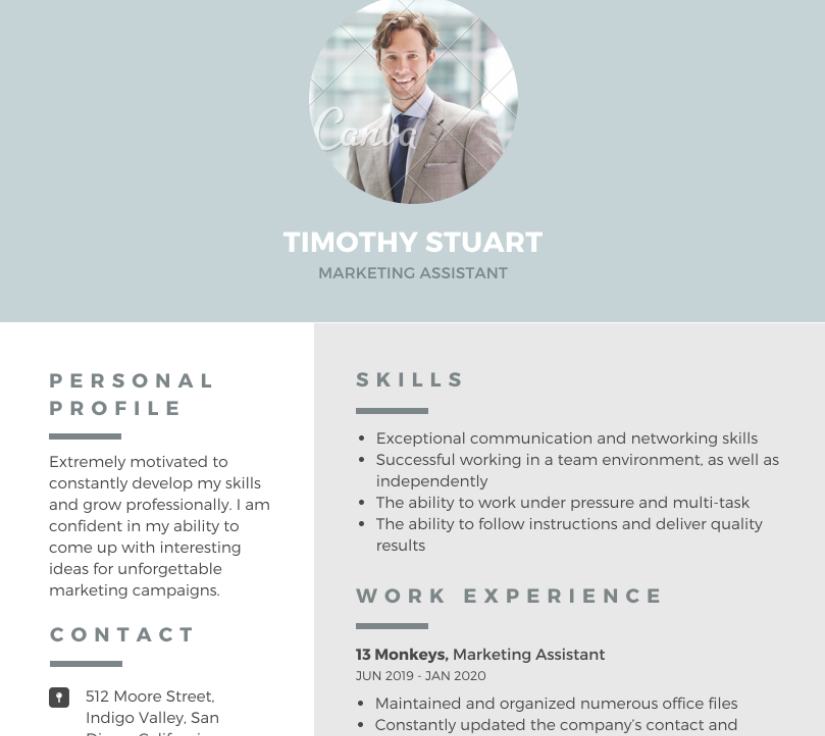 Canva
TIMOTHY STUART
MARKETING ASSISTANT
PERSONAL
PROFILE
Extremely motivated to
constantly develop my skills
and grow professionally. I am
confident in my ability to
come up with interesting
ideas for unforgettable
marketing campaigns.
CONTACT
512 Moore Street,
Indigo Valley, San
SKILLS
• Exceptional communication and networking skills
• Successful working in a team environment, as well as
independently
• The ability to work under pressure and multi-task
• The ability to follow instructions and deliver quality
results
WORK EXPERIENCE
13 Monkeys, Marketing Assistant
JUN 2019 - JAN 2020
• Maintained and organized numerous office files
• Constantly updated the company’s contact and